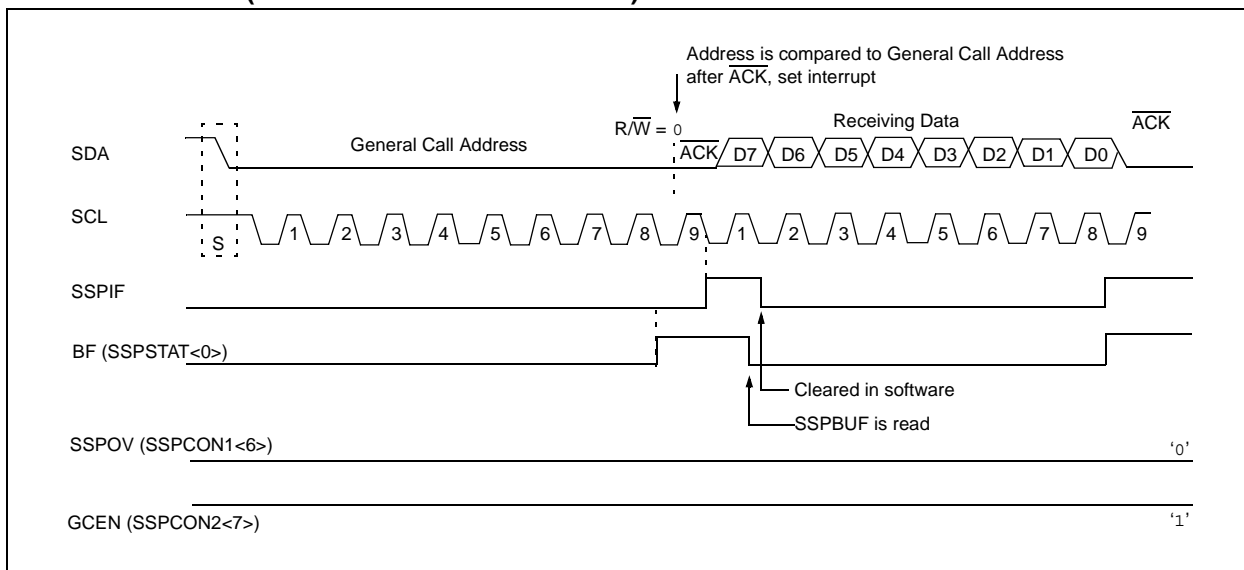 Address is compared to General Call Address
after ACK, set interrupt
R/W = 0
Receiving Data
ACK
SDA
General Call Address
ACK
D7 D6 D5 D4 D3 D2 D1 D0
SCL
S
1 2 3 4 5 6 7 8 9 1 2 3 4 5 6 7 8 9
SSPIF
BF (SSPSTAT<0>)
Cleared in software
SSPBUF is read
SSPOV (SSPCON1<6>)
‘0’
GCEN (SSPCON2<7>)
‘1’